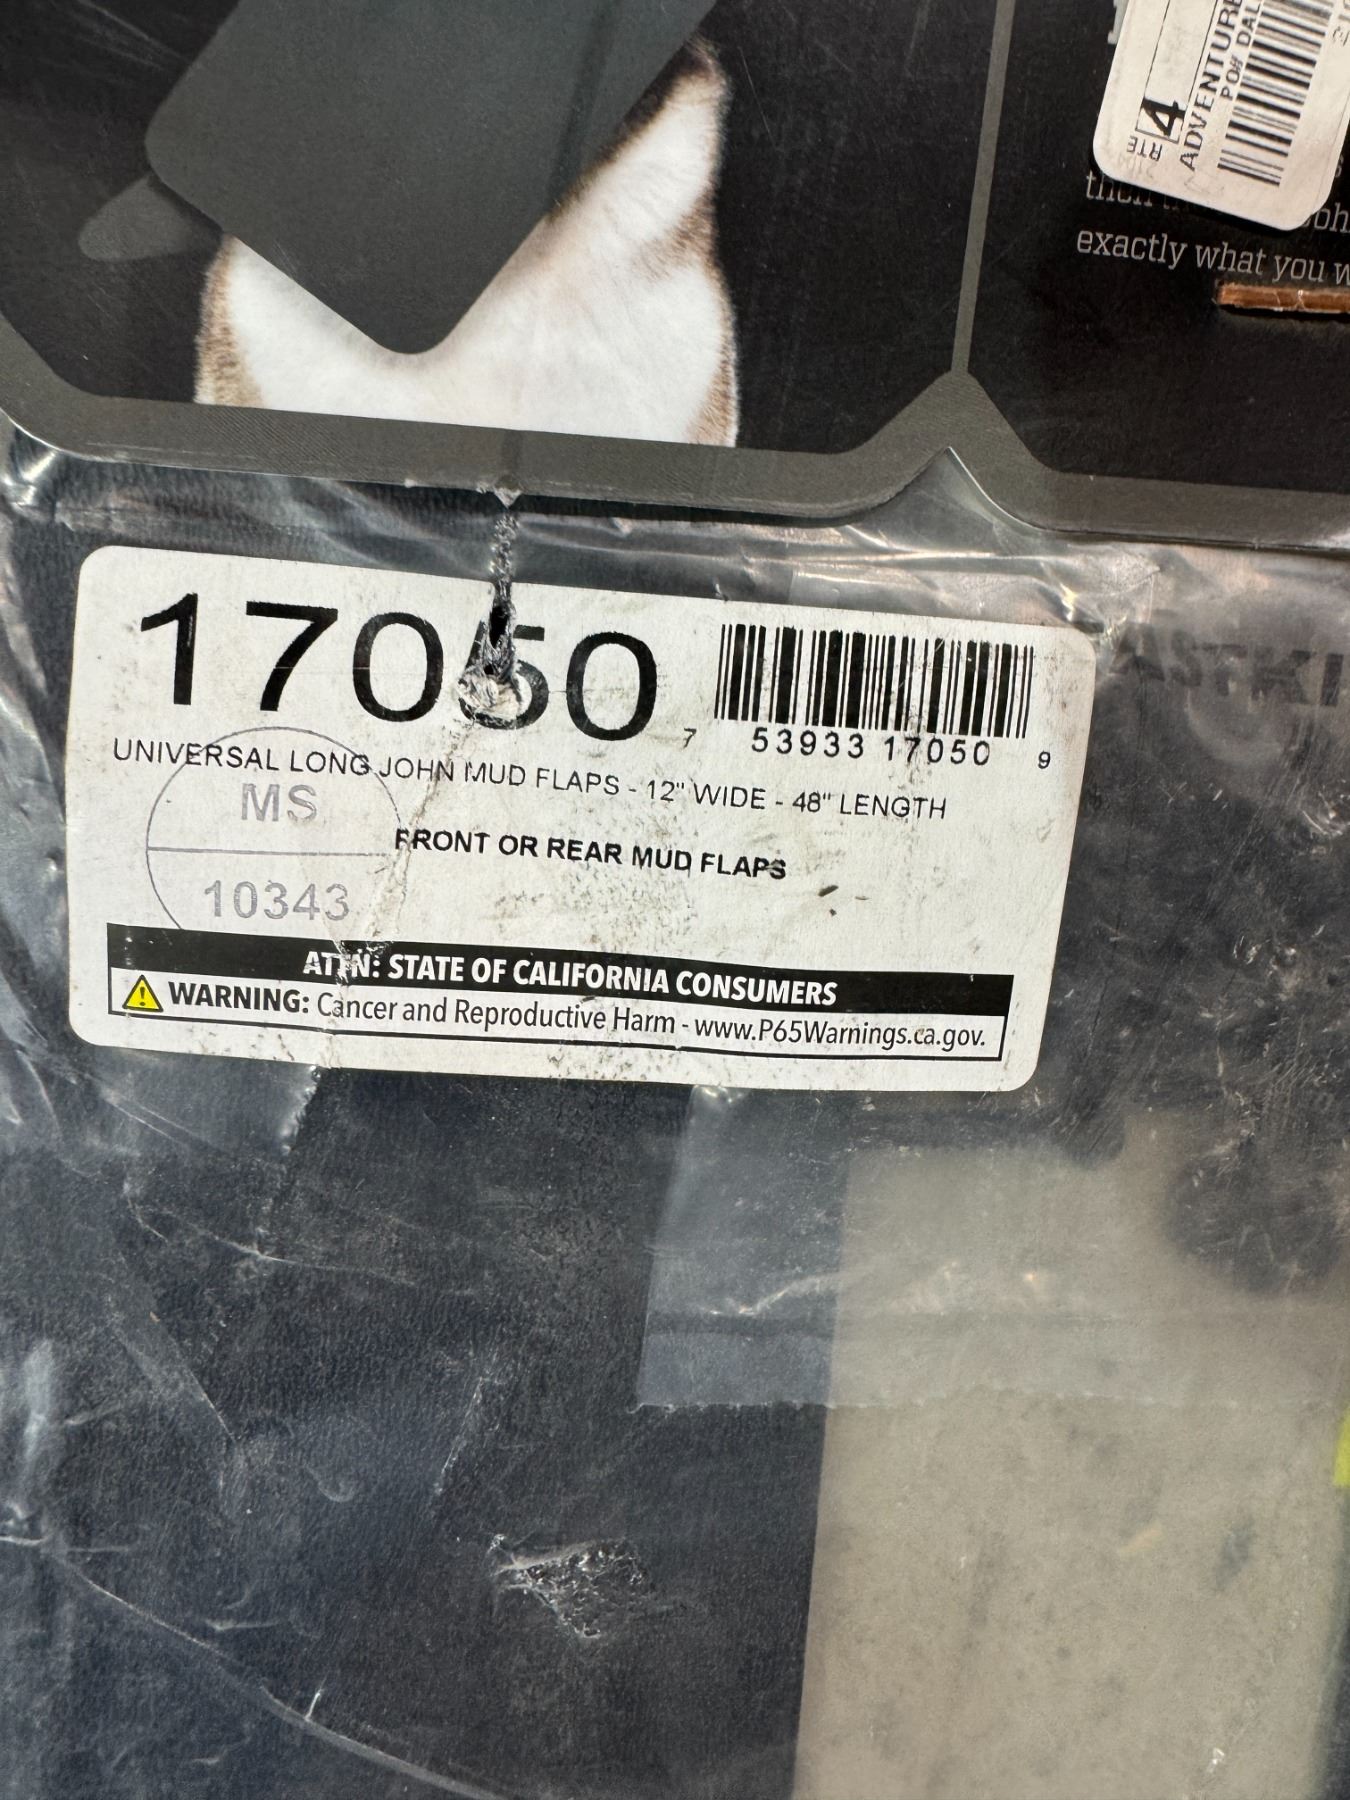 RTE 4
ADVENTURE
PO# DAL
exactly what you w
17050
7 53933 17050 9
UNIVERSAL LONG JOHN MUD FLAPS - 12" WIDE - 48" LENGTH
MS
FRONT OR REAR MUD FLAPS
10343
ATTN: STATE OF CALIFORNIA CONSUMERS
WARNING: Cancer and Reproductive Harm - www.P65Warnings.ca.gov.